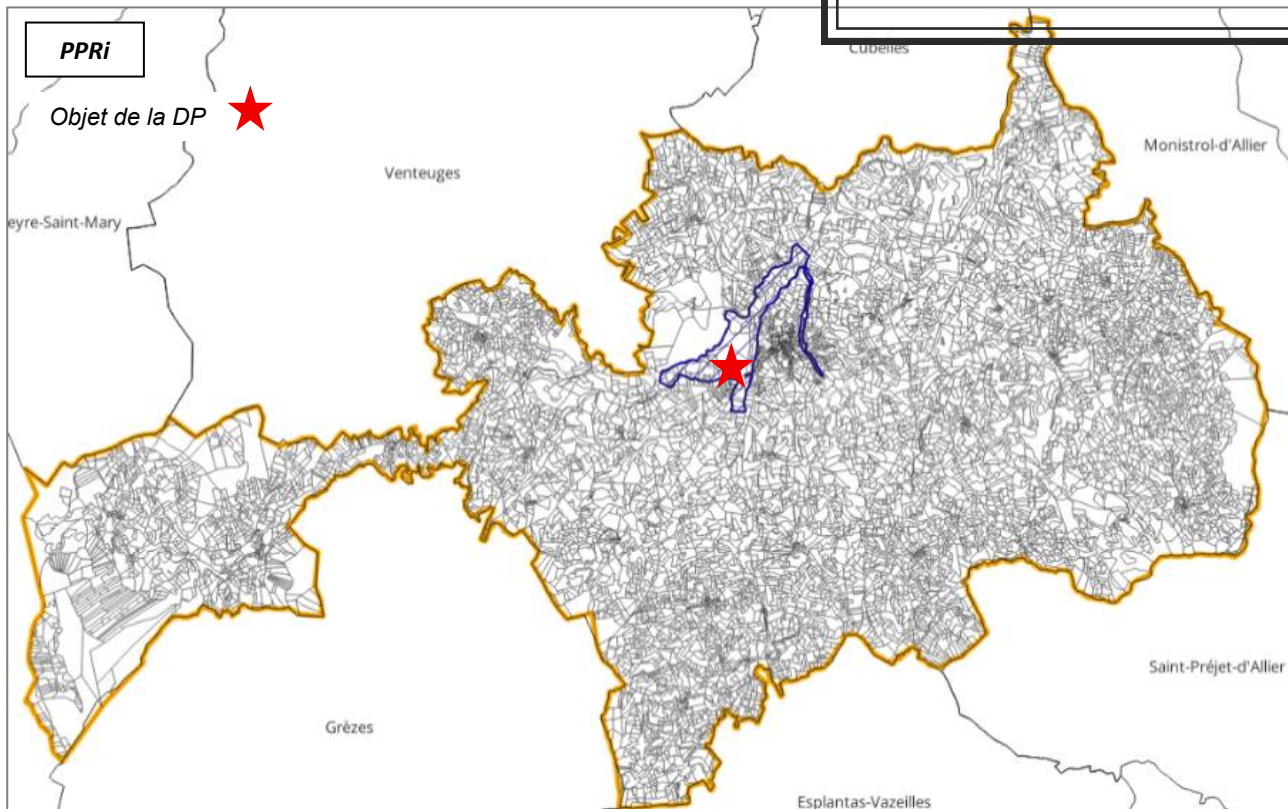 PPRi
Objet de la DP
Cubelles
Monistrol-d'Allier
Venteuges
eyre-Saint-Mary
Saint-Préjet-d'Allier
Grèzes
Esplantas-Vazeilles